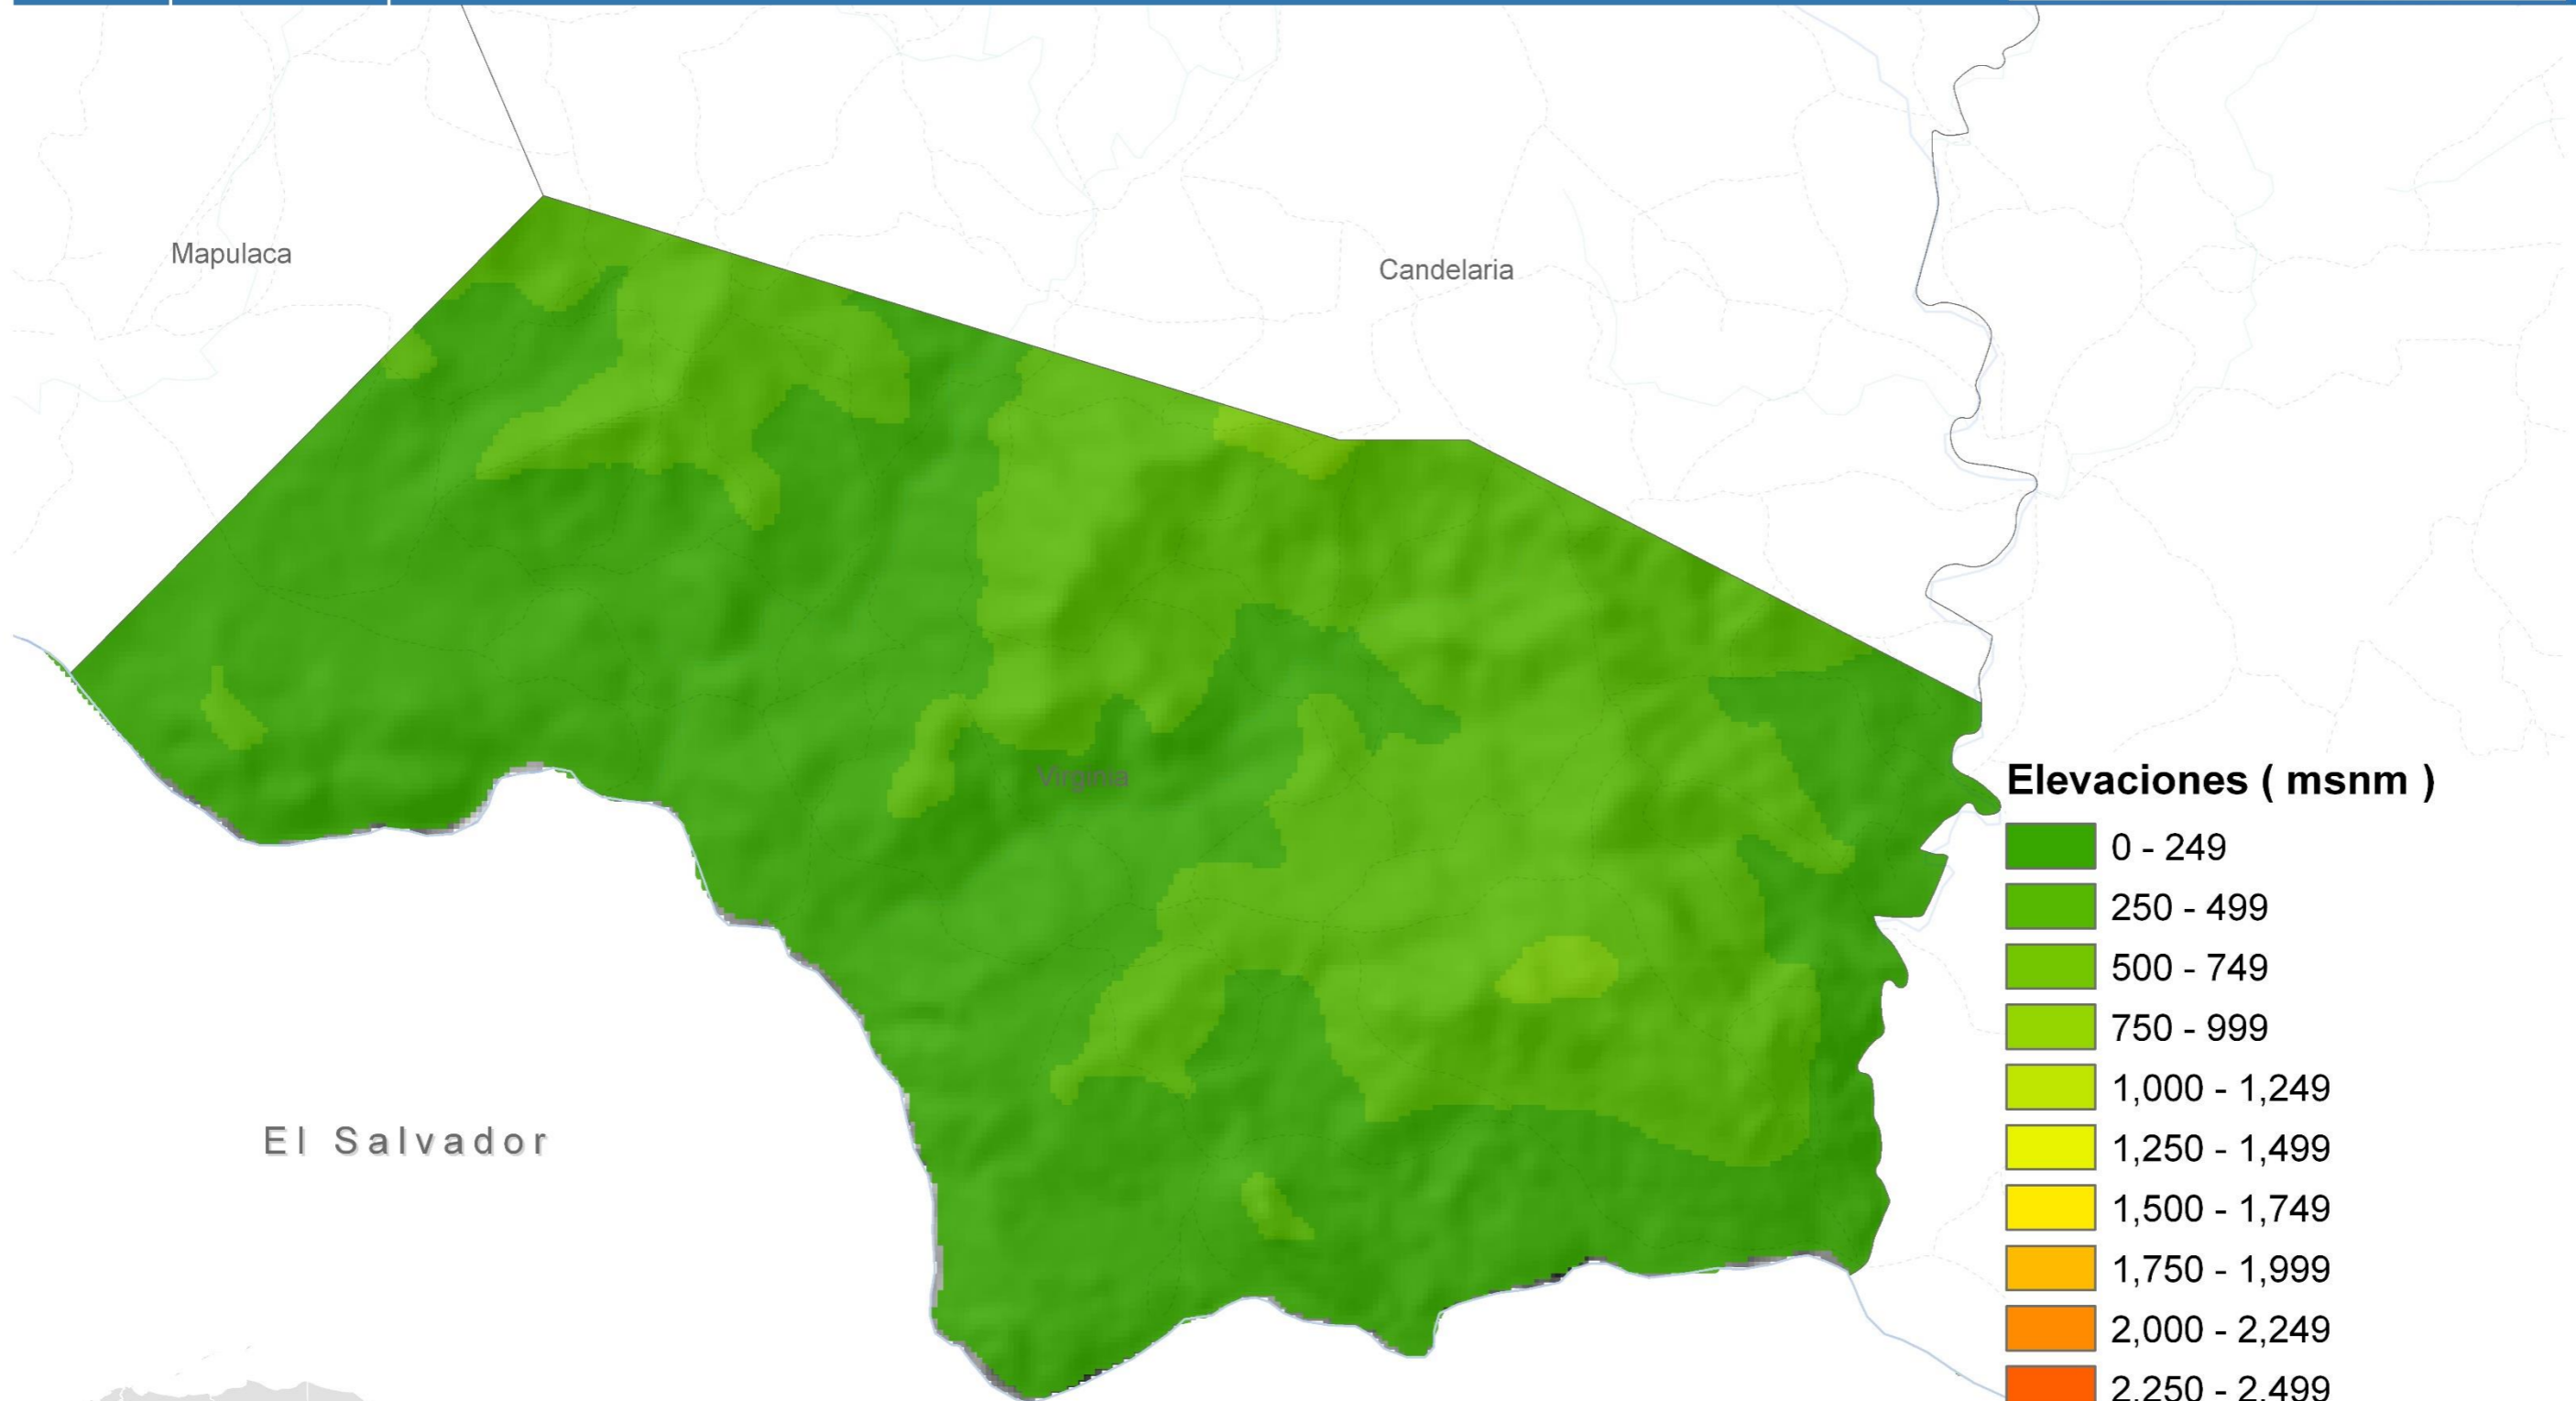 Mapulaca
Candelaria
Virginia
El Salvador
Elevaciones ( msnm )
0 - 249
250 - 499
500 - 749
750 - 999
1,000 - 1,249
1,250 - 1,499
1,500 - 1,749
1,750 - 1,999
2,000 - 2,249
2,250 - 2,499